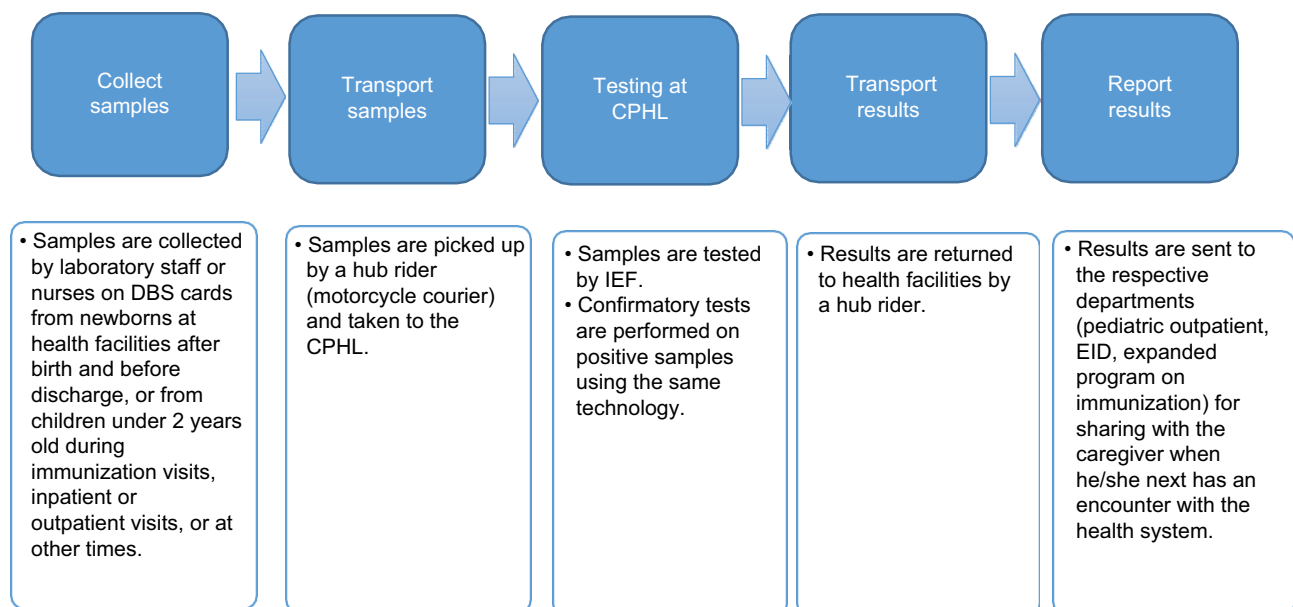 Collect
samples
Transport
samples
Testing at
CPHL
Transport
results
Report
results
• Samples are collected
by laboratory staff or
nurses on DBS cards
from newborns at
health facilities after
birth and before
discharge, or from
children under 2 years
old during
immunization visits,
inpatient or
outpatient visits, or at
other times.
• Samples are picked up
by a hub rider
(motorcycle courier)
and taken to the
CPHL.
• Samples are tested
by IEF.
• Confirmatory tests
are performed on
positive samples
using the same
technology.
• Results are returned
to health facilities by
a hub rider.
• Results are sent to
the respective
departments
(pediatric outpatient,
EID, expanded
program on
immunization) for
sharing with the
caregiver when
he/she next has an
encounter with the
health system.